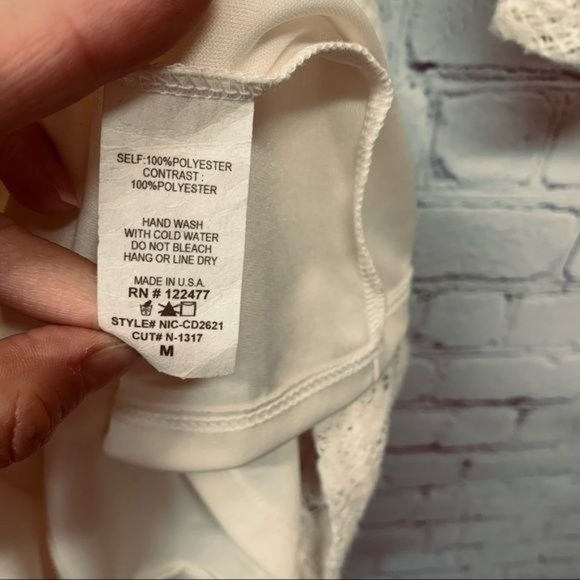 SELF:100%POLYESTER
CONTRAST :
100%POLYESTER
HAND WASH
WITH COLD WATER
DO NOT BLEACH
HANG OR LINE DRY
MADE IN U.S.A.
RN # 122477
STYLE# NIC-CD2621
CUT# N-1317
M